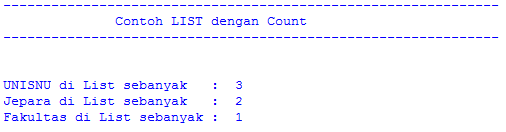 --------------------------------------------------------------
Contoh LIST dengan Count
--------------------------------------------------------------
UNISNU di List sebanyak   :  3
Jepara di List sebanyak   :  2
Fakultas di List sebanyak :  1